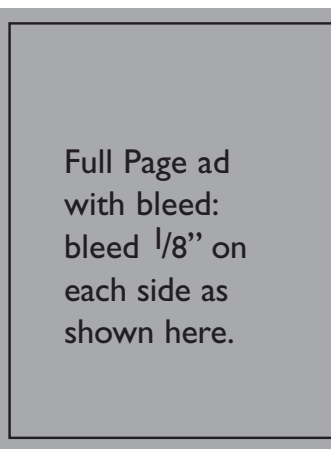 Full Page ad
with bleed:
bleed 1/8” on
each side as
shown here.